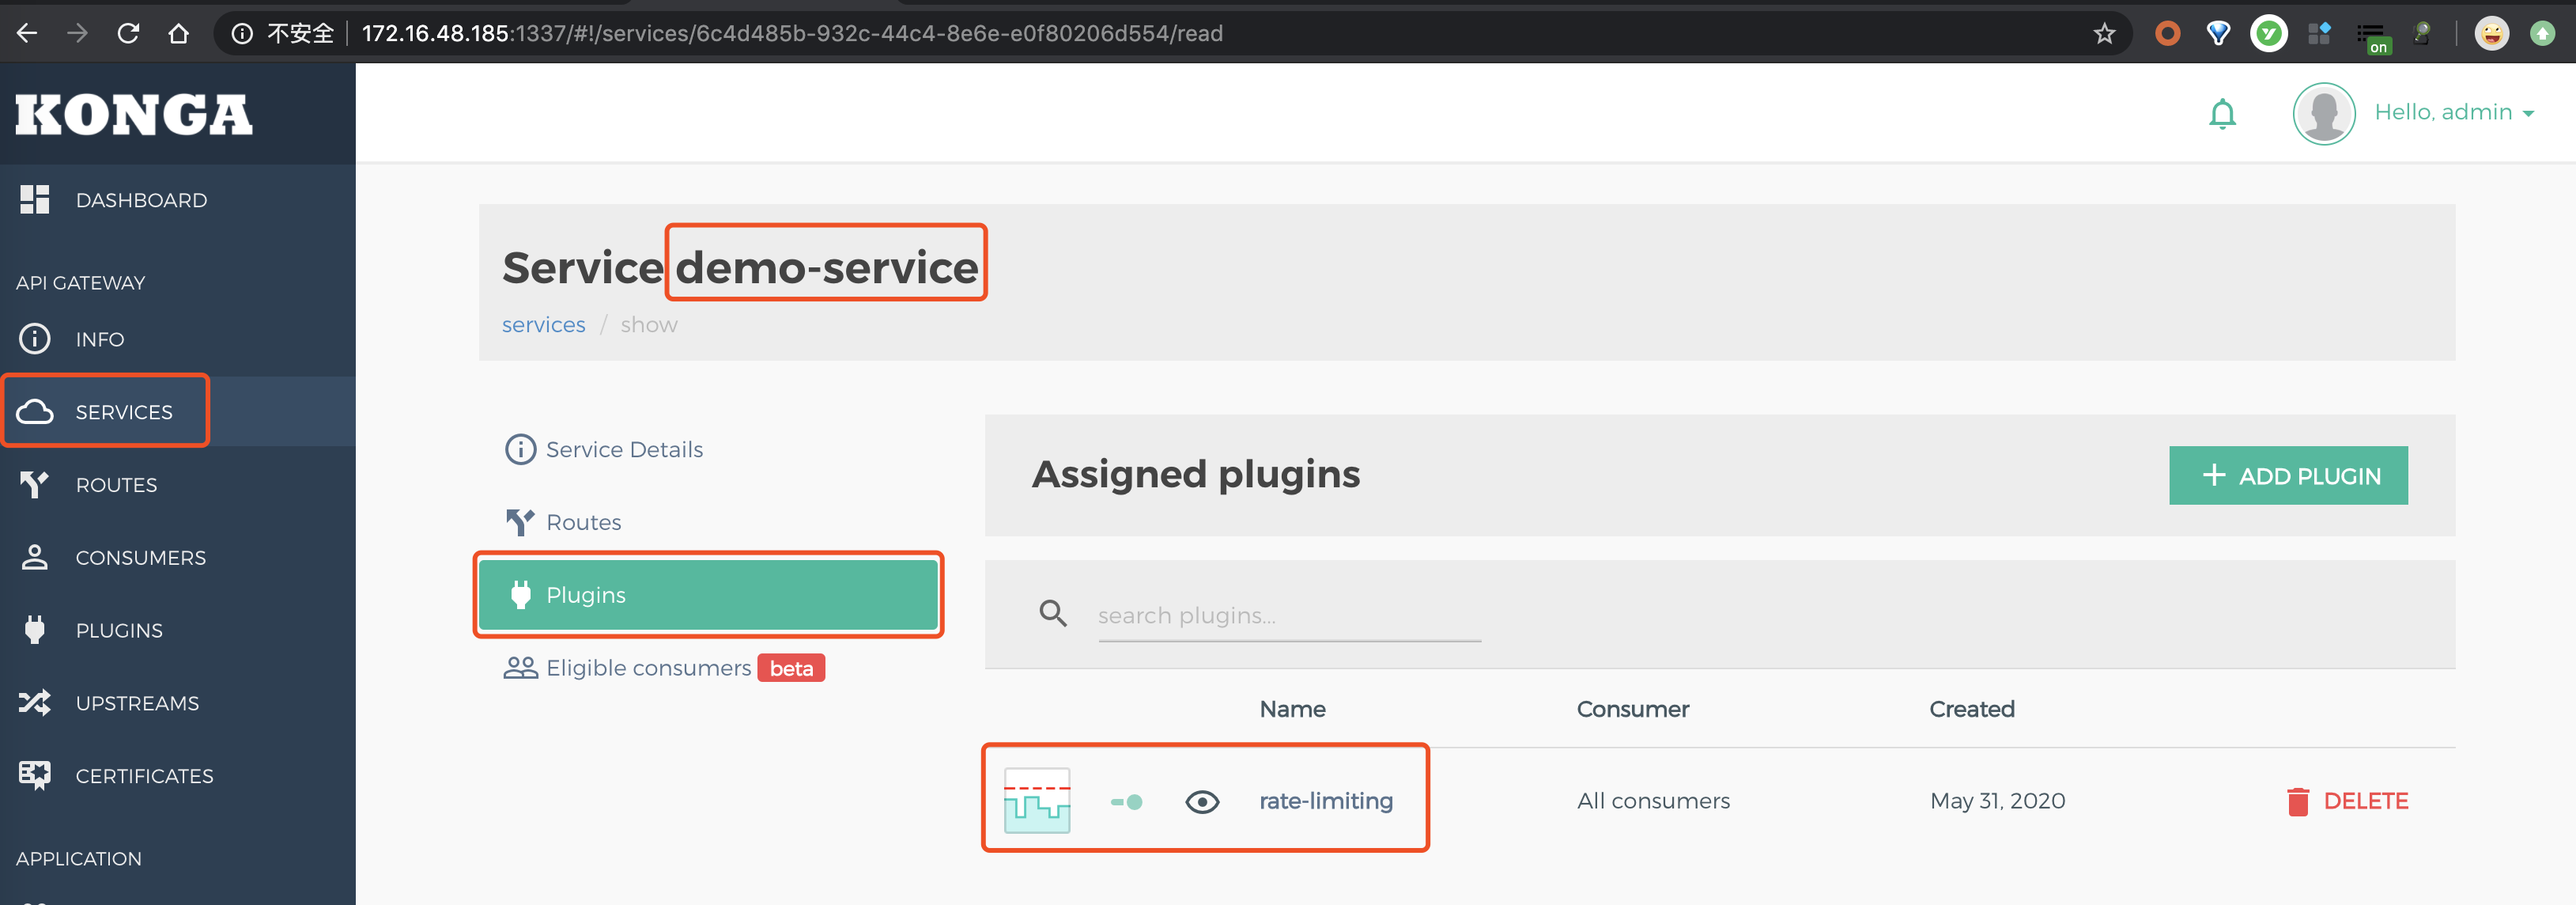 不安全 172.16.48.185:1337/#!/services/6c4d485b-932c-44c4-8e6e-e0f80206d554/read
on
KONGA
Hello, admin
DASHBOARD
API GATEWAY
INFO
SERVICES
ROUTES
CONSUMERS
PLUGINS
UPSTREAMS
CERTIFICATES
APPLICATION
Service demo-service
services / show
Service Details
Routes
Plugins
Eligible consumers beta
Assigned plugins
ADD PLUGIN
search plugins...
Name Consumer Created
rate-limiting All consumers May 31, 2020 DELETE